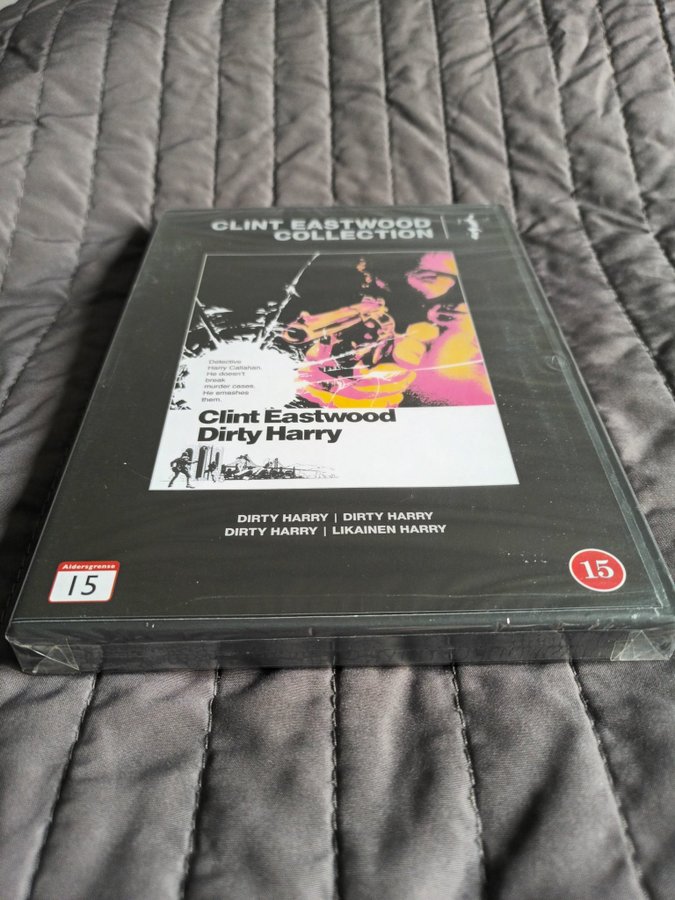 CLINT EASTWOOD
COLLECTION
Detective
Harry Callahan.
He doesn't
break
murder cases.
He smashes
them.
Clint Eastwood
Dirty Harry
DIRTY HARRY | DIRTY HARRY
DIRTY HARRY | LIKAINEN HARRY
Aldersgrense
15
15